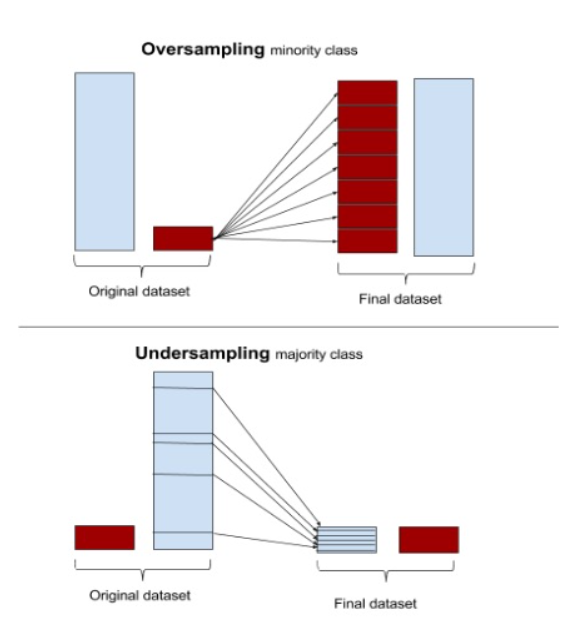 Oversampling minority class
Original dataset
Final dataset
Undersampling majority class
Original dataset
Final dataset